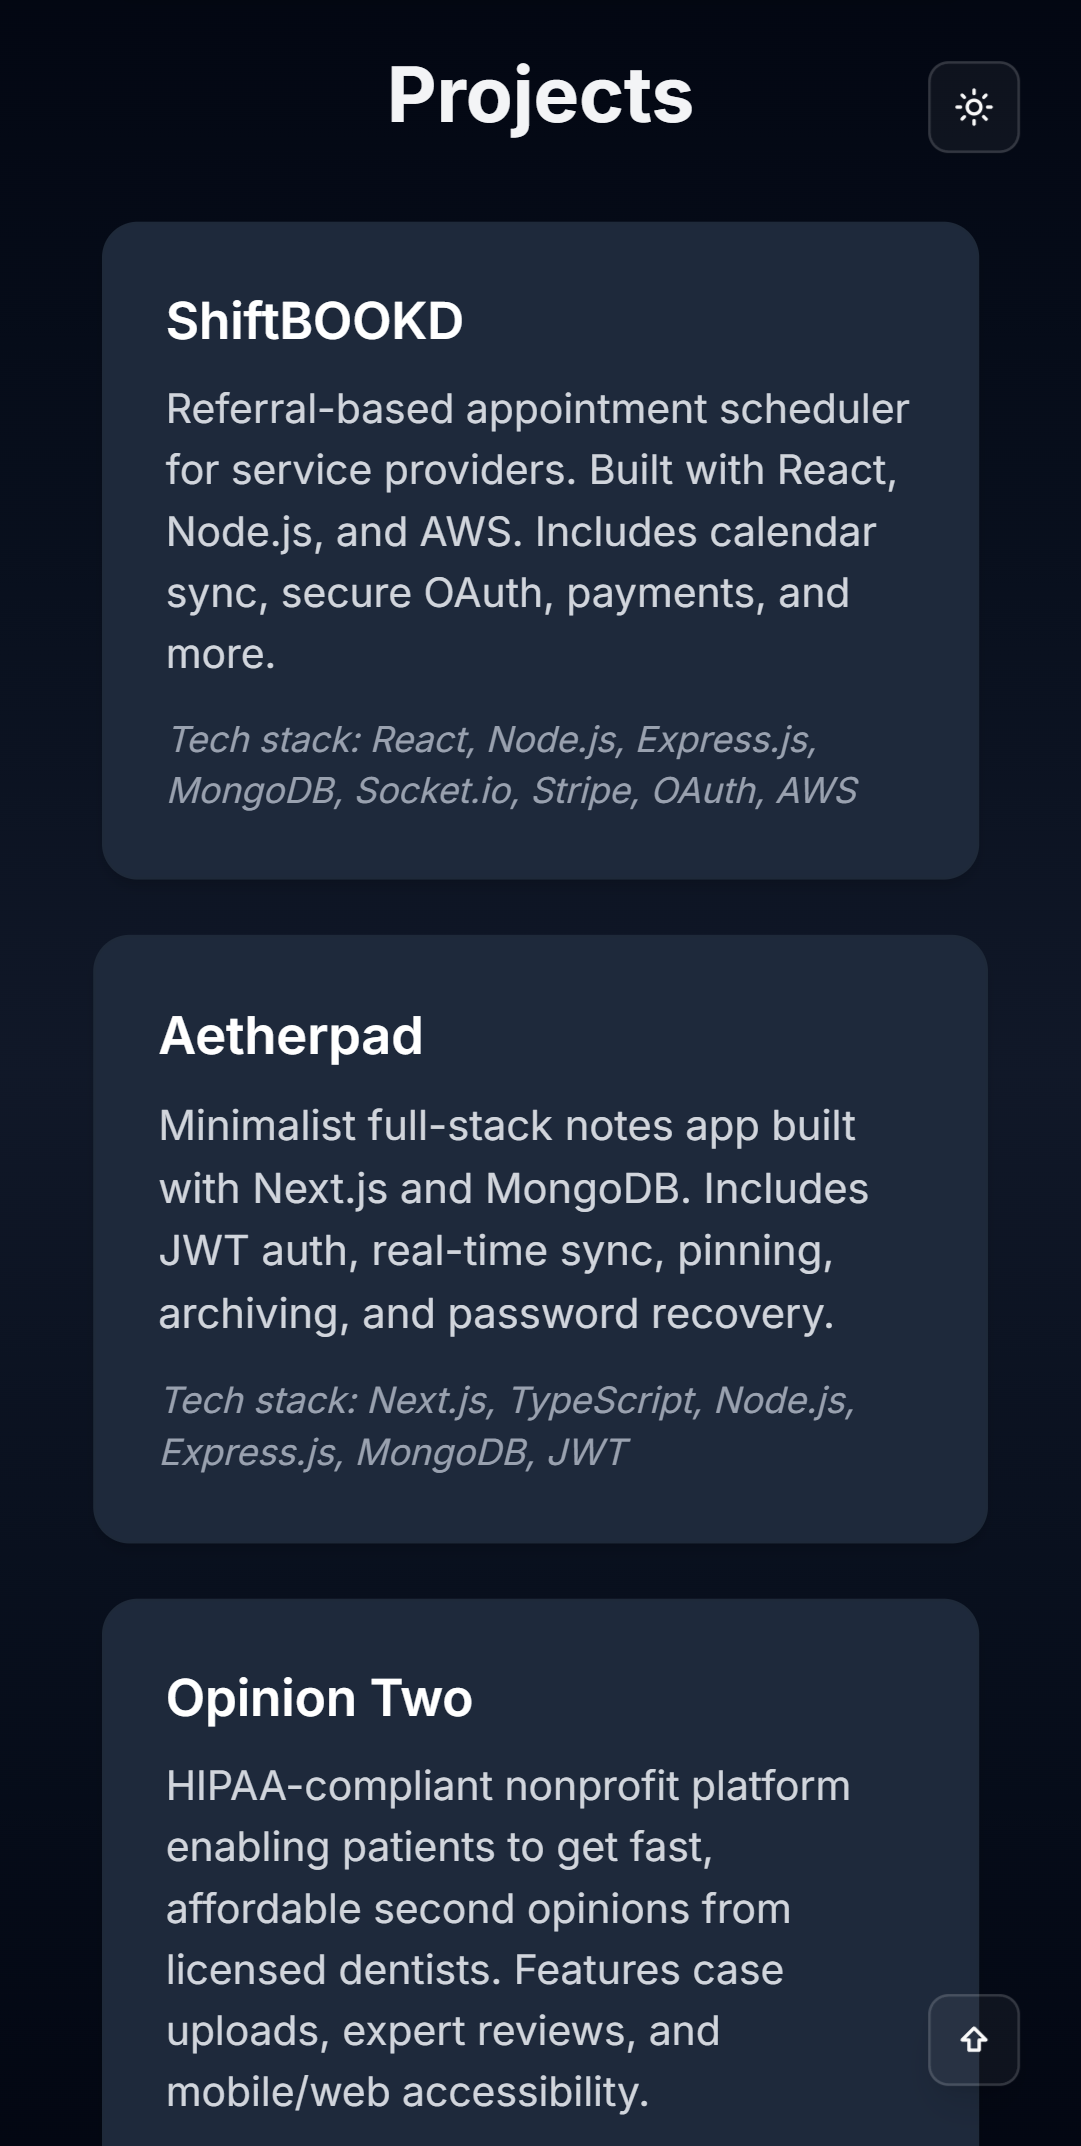 Projects
ShiftBOOKD
Referral-based appointment scheduler
for service providers. Built with React,
Node.js, and AWS. Includes calendar
sync, secure OAuth, payments, and
more.
Tech stack: React, Node.js, Express.js,
MongoDB, Socket.io, Stripe, OAuth, AWS
Aetherpad
Minimalist full-stack notes app built
with Next.js and MongoDB. Includes
JWT auth, real-time sync, pinning,
archiving, and password recovery.
Tech stack: Next.js, TypeScript, Node.js,
Express.js, MongoDB, JWT
Opinion Two
HIPAA-compliant nonprofit platform
enabling patients to get fast,
affordable second opinions from
licensed dentists. Features case
uploads, expert reviews, and
mobile/web accessibility.